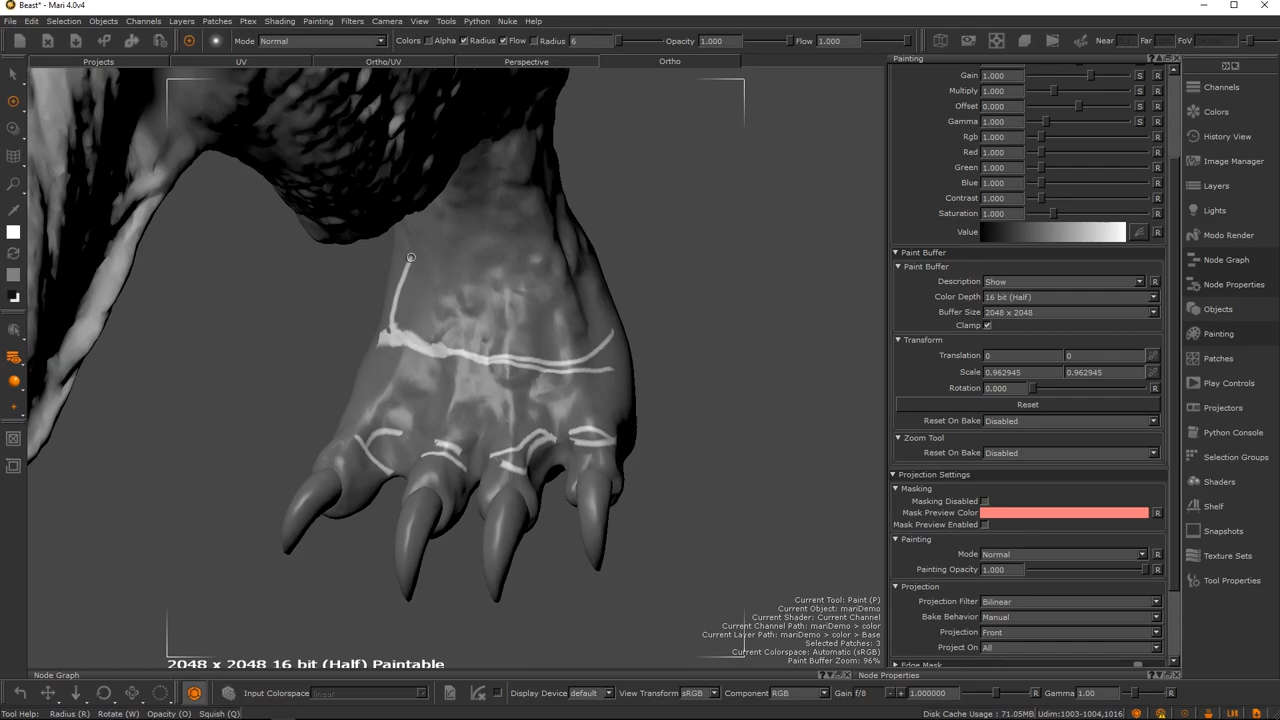 Beast* - Mari 4.0v4
File Edit Selection Objects Channels Layers Patches Ptex Shading Painting Filters Camera View Tools Python Nuke Help
Mode Normal Colors Alpha Radius Flow Radius 6 Opacity 1.000 Flow 1.000 Near Far FoV
Projects UV Ortho/UV Perspective Ortho Painting
Gain 1.000 S R
Multiply 1.000 S R
Offset 0.000 S R
Gamma 1.000 S R
Rgb 1.000 R
Red 1.000 R
Green 1.000 R
Blue 1.000 R
Contrast 1.000 R
Saturation 1.000 R
Value R
Paint Buffer
Paint Buffer
Description Show R
Color Depth 16 bit (Half)
Buffer Size 2048 x 2048
Clamp
Transform
Translation 0 0
Scale 0.962945 0.962945
Rotation 0.000 R
Reset
Reset On Bake Disabled
Zoom Tool
Reset On Bake Disabled
Projection Settings
Masking
Masking Disabled
Mask Preview Color R
Mask Preview Enabled
Painting
Mode Normal R
Painting Opacity 1.000 R
Projection
Projection Filter Bilinear
Bake Behavior Manual
Projection Front
Project On All
Edge Mask
Channels
Colors
History View
Image Manager
Layers
Lights
Modo Render
Node Graph
Node Properties
Objects
Painting
Patches
Play Controls
Projectors
Python Console
Selection Groups
Shaders
Shelf
Snapshots
Texture Sets
Tool Properties
Duration: 0.00
Current Tool: Paint (P)
Current Object: mariDemo
Current Shader: Current Channel
Current Channel Path: mariDemo > color
Current Layer Path: mariDemo > color > Base
Selected Patches: 3
Current Colorspace: Automatic (sRGB)
Paint Buffer Zoom: 96%
2048 x 2048 16 bit (Half) Paintable
Node Graph Node Properties
Input Colorspace linear Display Device default View Transform sRGB Component RGB Gain f/8 - + 1.000000 R Gamma 1.00 R
Tool Help: Radius (R) Rotate (W) Opacity (O) Squish (Q) Disk Cache Usage: 71.05MB Udim:1003-1004,1016